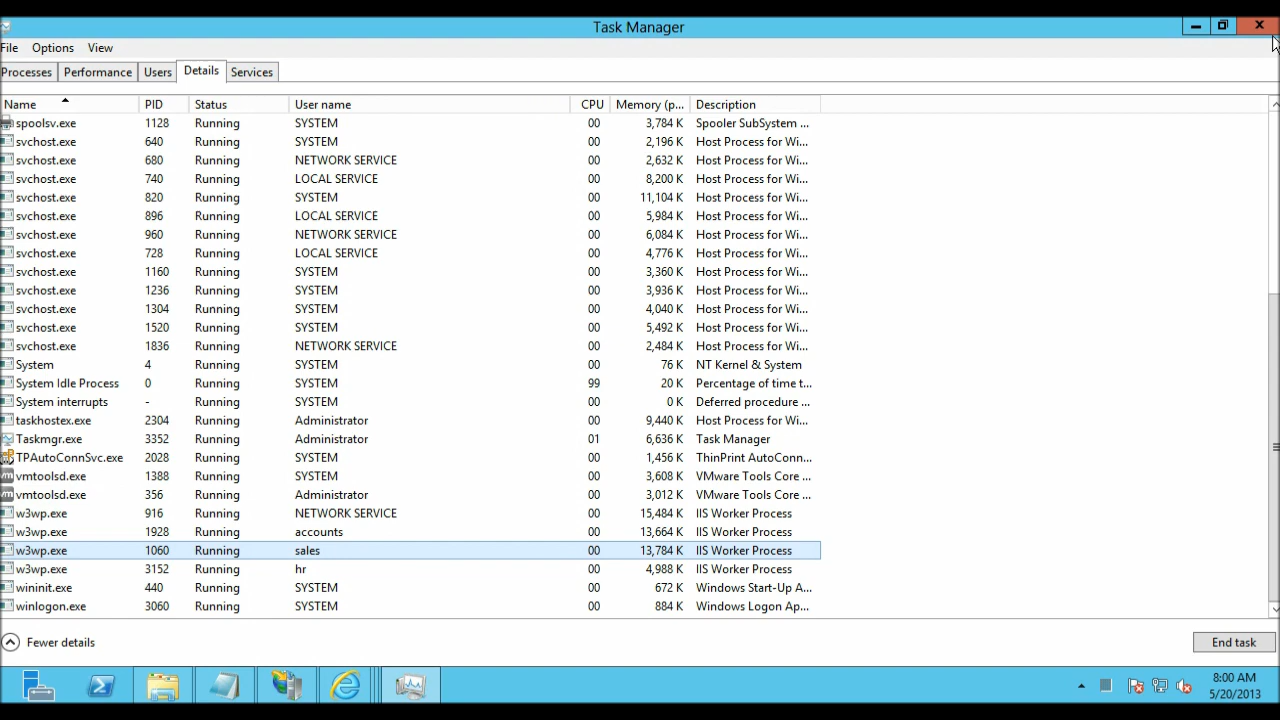 Task Manager
File Options View
Processes Performance Users Details Services
Name PID Status User name CPU Memory (p... Description
spoolsv.exe 1128 Running SYSTEM 00 3,784 K Spooler SubSystem ...
svchost.exe 640 Running SYSTEM 00 2,196 K Host Process for Wi...
svchost.exe 680 Running NETWORK SERVICE 00 2,632 K Host Process for Wi...
svchost.exe 740 Running LOCAL SERVICE 00 8,200 K Host Process for Wi...
svchost.exe 820 Running SYSTEM 00 11,104 K Host Process for Wi...
svchost.exe 896 Running LOCAL SERVICE 00 5,984 K Host Process for Wi...
svchost.exe 960 Running NETWORK SERVICE 00 6,084 K Host Process for Wi...
svchost.exe 728 Running LOCAL SERVICE 00 4,776 K Host Process for Wi...
svchost.exe 1160 Running SYSTEM 00 3,360 K Host Process for Wi...
svchost.exe 1236 Running SYSTEM 00 3,936 K Host Process for Wi...
svchost.exe 1304 Running SYSTEM 00 4,040 K Host Process for Wi...
svchost.exe 1520 Running SYSTEM 00 5,492 K Host Process for Wi...
svchost.exe 1836 Running NETWORK SERVICE 00 2,484 K Host Process for Wi...
System 4 Running SYSTEM 00 76 K NT Kernel & System
System Idle Process 0 Running SYSTEM 99 20 K Percentage of time t...
System interrupts - Running SYSTEM 00 0 K Deferred procedure ...
taskhostex.exe 2304 Running Administrator 00 9,440 K Host Process for Wi...
Taskmgr.exe 3352 Running Administrator 01 6,636 K Task Manager
TPAutoConnSvc.exe 2028 Running SYSTEM 00 1,456 K ThinPrint AutoConn...
vmtoolsd.exe 1388 Running SYSTEM 00 3,608 K VMware Tools Core ...
vmtoolsd.exe 356 Running Administrator 00 3,012 K VMware Tools Core ...
w3wp.exe 916 Running NETWORK SERVICE 00 15,484 K IIS Worker Process
w3wp.exe 1928 Running accounts 00 13,664 K IIS Worker Process
w3wp.exe 1060 Running sales 00 13,784 K IIS Worker Process
w3wp.exe 3152 Running hr 00 4,988 K IIS Worker Process
wininit.exe 440 Running SYSTEM 00 672 K Windows Start-Up A...
winlogon.exe 3060 Running SYSTEM 00 884 K Windows Logon Ap...
Fewer details End task
8:00 AM
5/20/2013